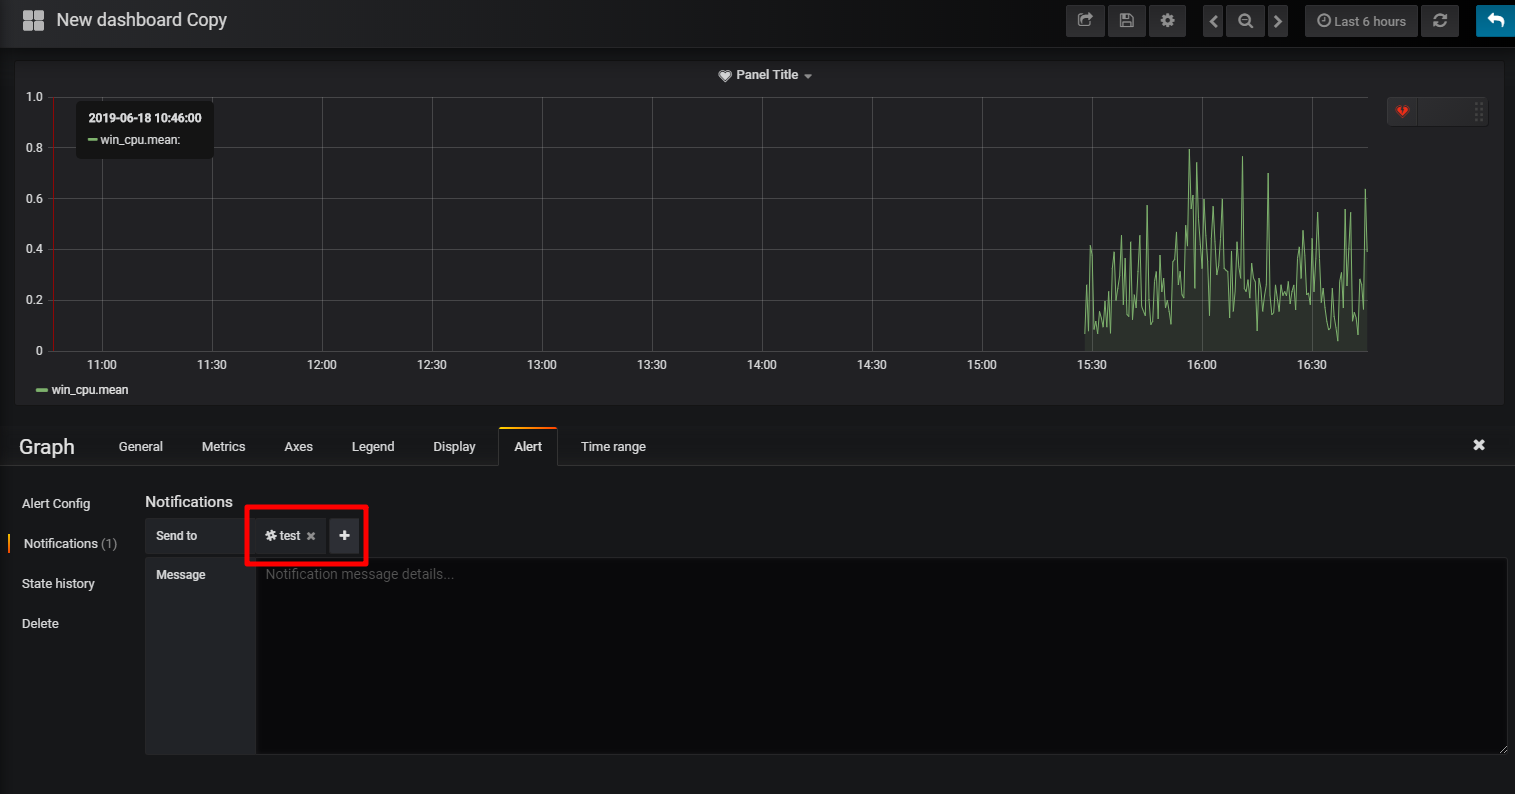 New dashboard Copy
Last 6 hours
Panel Title
1.0
0.8
0.6
0.4
0.2
0
2019-06-18 10:46:00
win_cpu.mean:
11:00 11:30 12:00 12:30 13:00 13:30 14:00 14:30 15:00 15:30 16:00 16:30
win_cpu.mean
Graph General Metrics Axes Legend Display Alert Time range
Alert Config
Notifications (1)
State history
Delete
Notifications
Send to test
Message Notification message details...